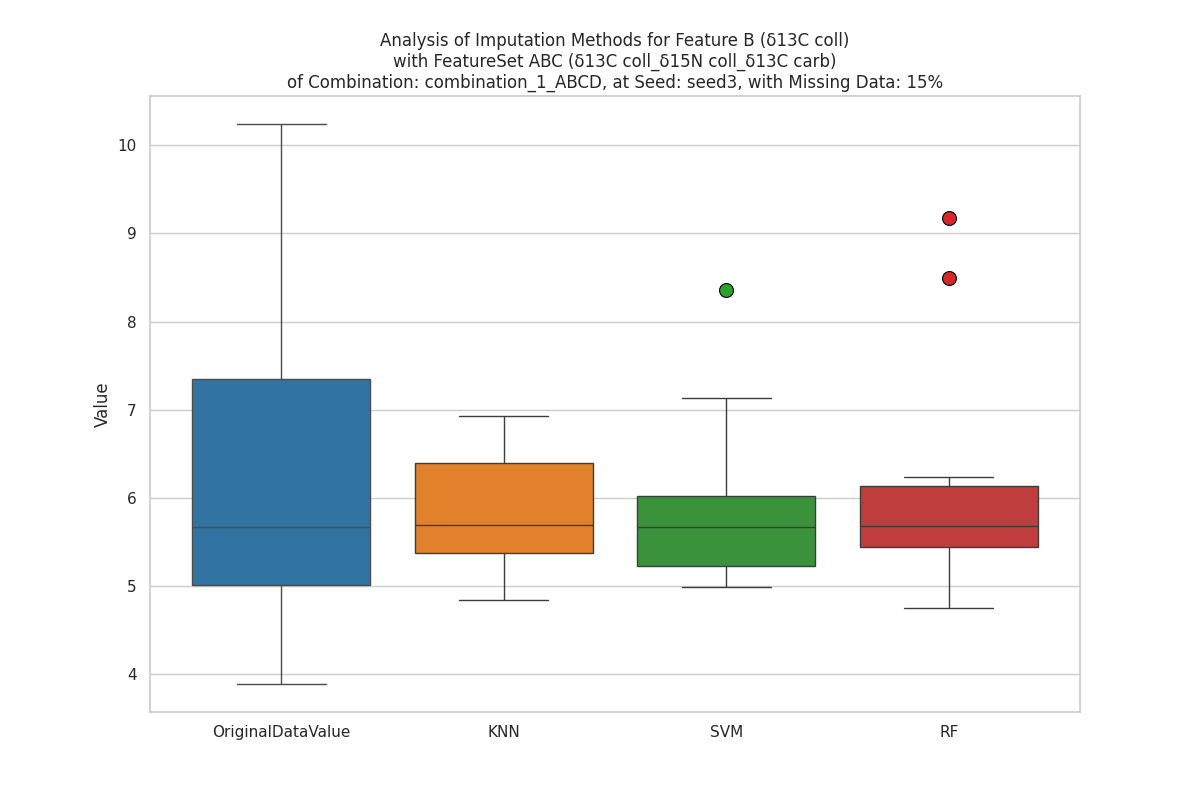 Analysis of Imputation Methods for Feature B (δ13C coll)
with FeatureSet ABC (δ13C coll_δ15N coll_δ13C carb)
of Combination: combination_1_ABCD, at Seed: seed3, with Missing Data: 15%
10
9
8
7
6
5
4
Value
OriginalDataValue
KNN
SVM
RF